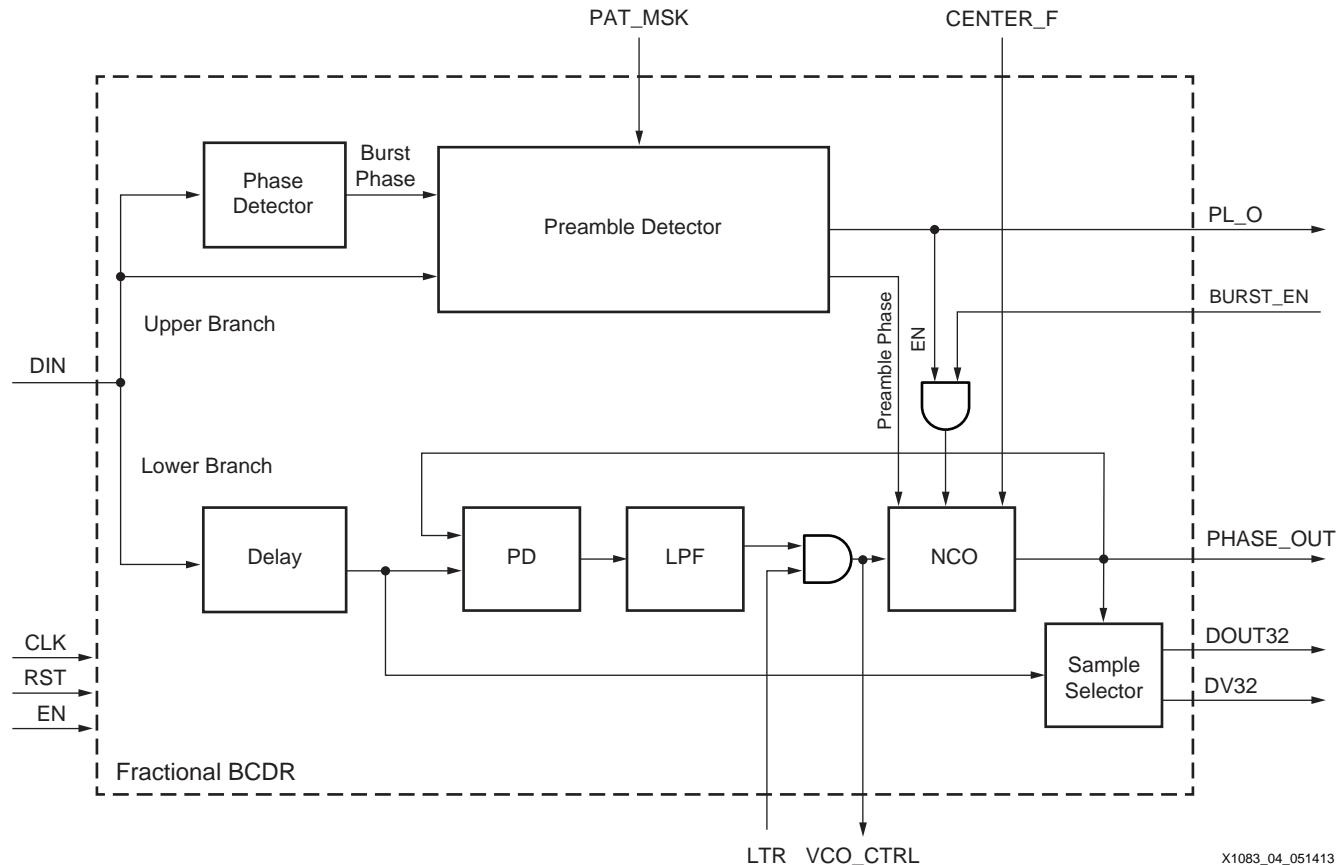 PAT_MSK
CENTER_F
Phase
Detector
Burst
Phase
Preamble Detector
PL_O
BURST_EN
Upper Branch
Preamble Phase
EN
DIN
Lower Branch
Delay
PD
LPF
NCO
PHASE_OUT
DOUT32
DV32
Sample
Selector
CLK
RST
EN
Fractional BCDR
LTR
VCO_CTRL
X1083_04_051413